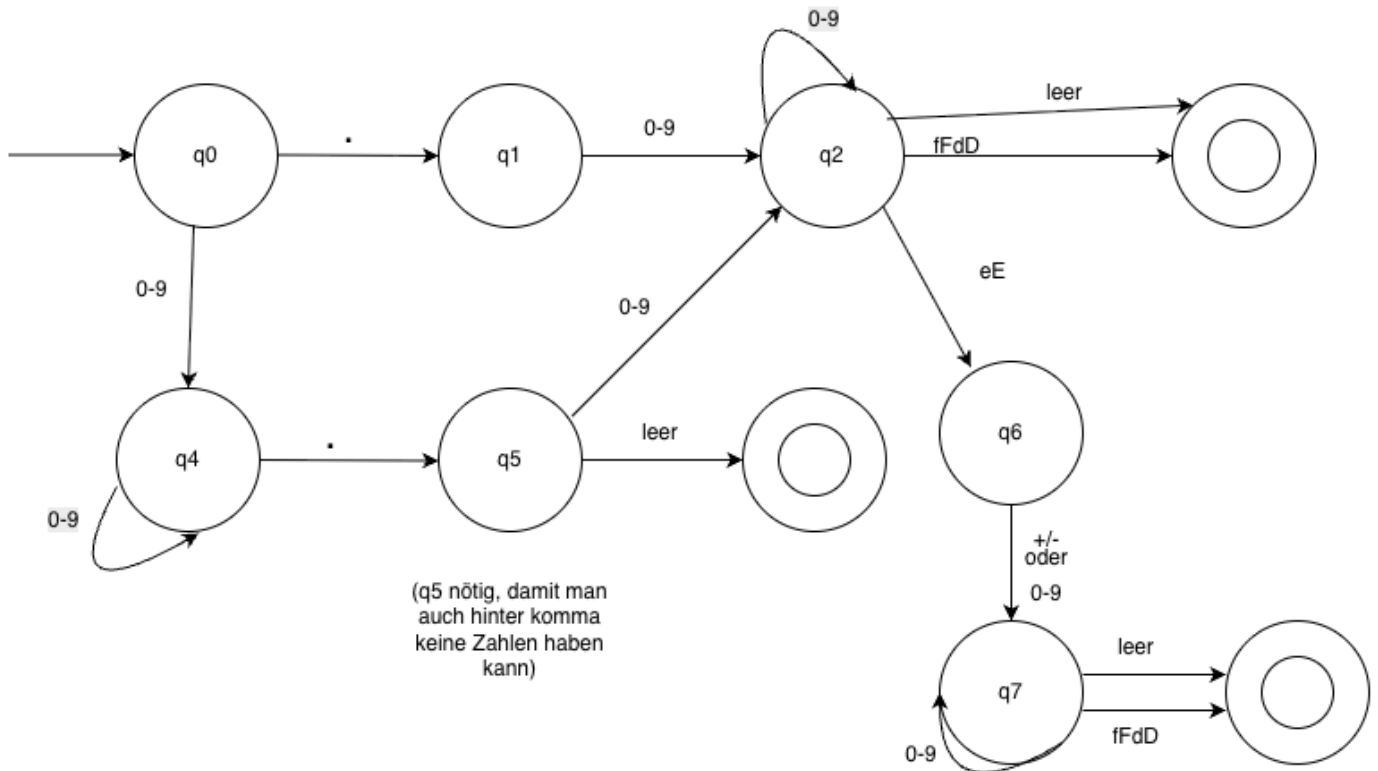 0-9
leer
.
0-9
q0
q1
q2
fFdD
0-9
eE
0-9
.
leer
q4
q5
q6
0-9
+/-
oder
0-9
(q5 nötig, damit man
auch hinter komma
keine Zahlen haben
kann)
leer
q7
fFdD
0-9